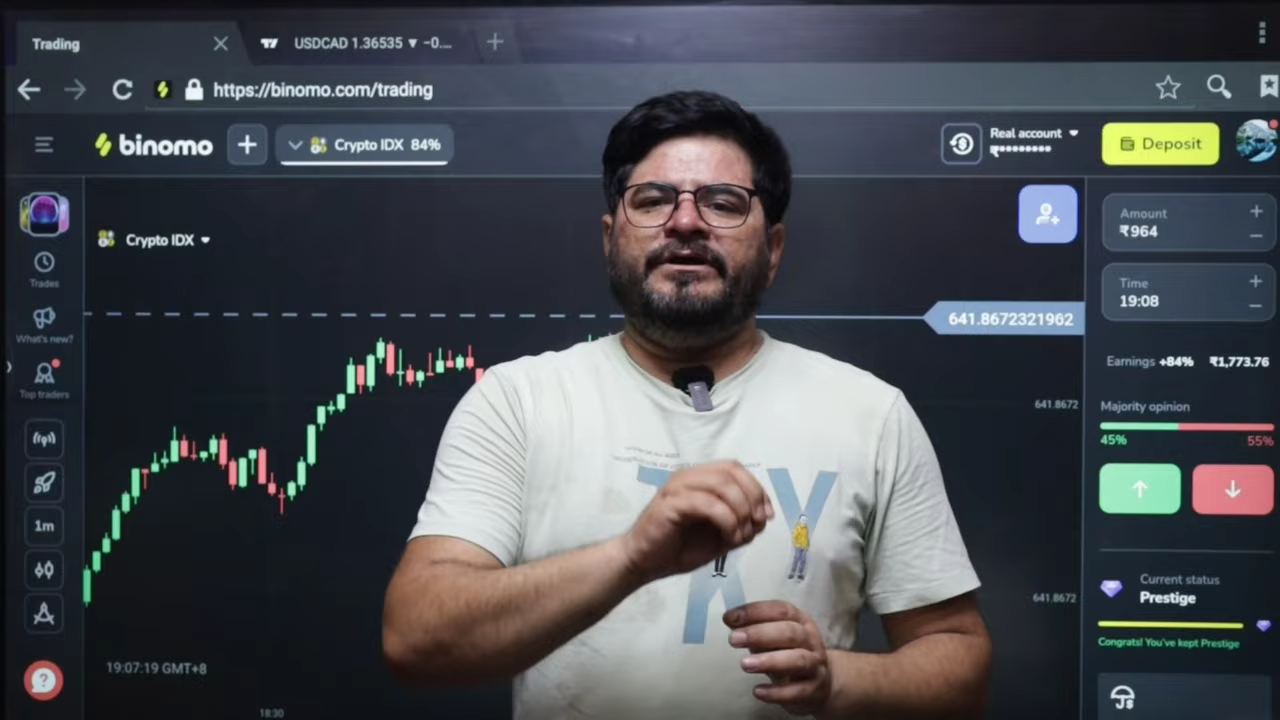 Trading
USDCAD 1.36535 ▼ −0....
https://binomo.com/trading
binomo
Crypto IDX 84%
Real account
₹*********
Deposit
Crypto IDX
Amount
₹964
Time
19:08
Trades
What's new?
Top traders
641.8672321962
641.8672
Earnings +84% ₹1,773.76
Majority opinion
45% 55%
1m
Current status
Prestige
641.8672
Congrats! You've kept Prestige
19:07:19 GMT+8
18:30